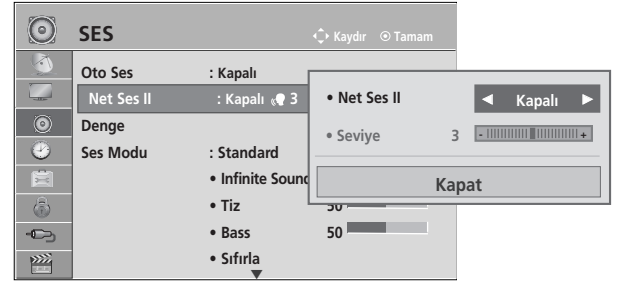 SES
Kaydır Tamam
Oto Ses : Kapalı
Net Ses II : Kapalı 3
Denge
Ses Modu : Standard
• Infinite Sound
• Tiz 50
• Bass 50
• Sıfırla
• Net Ses II ◄ Kapalı ►
• Seviye 3 - +
Kapat